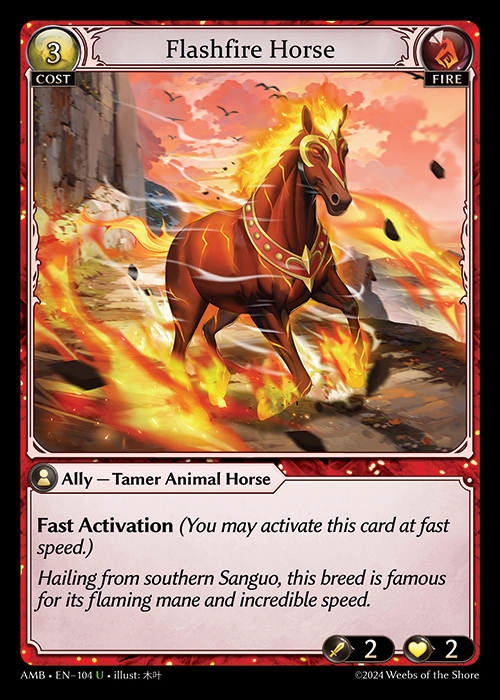 3
Flashfire Horse
COST
FIRE
Ally — Tamer Animal Horse
Fast Activation (You may activate this card at fast
speed.)
Hailing from southern Sanguo, this breed is famous
for its flaming mane and incredible speed.
2
2
AMB • EN–104 U • illust: 木叶
©2024 Weebs of the Shore